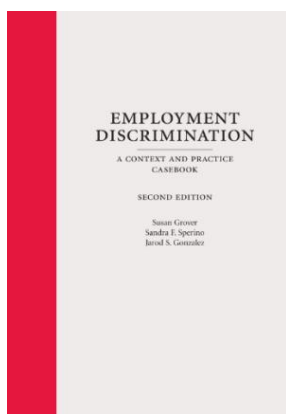 EMPLOYMENT
DISCRIMINATION
A CONTEXT AND PRACTICE
CASEBOOK
SECOND EDITION
Susan Grover
Sandra F. Sperino
Jarod S. Gonzalez